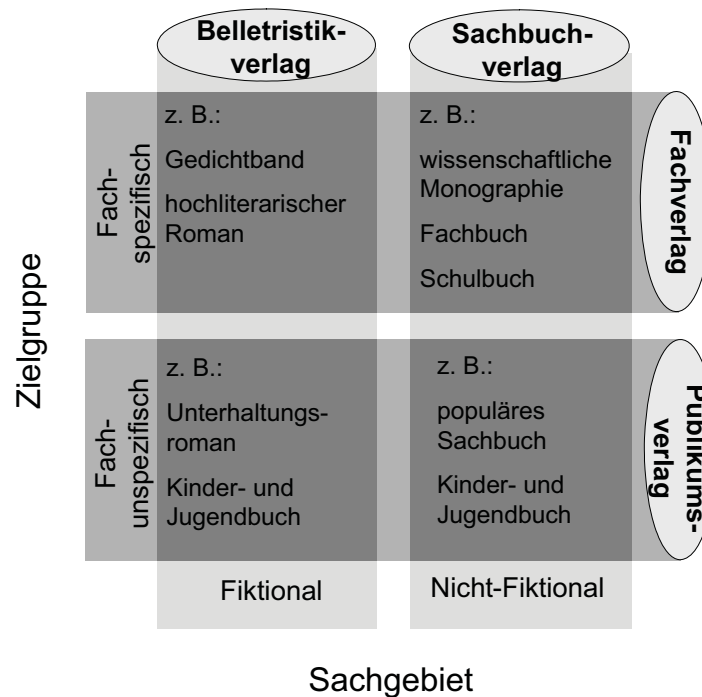 Belletristik-
verlag
Sachbuch-
verlag
Zielgruppe
Fach-
spezifisch
z. B.:
Gedichtband
hochliterarischer
Roman
z. B.:
wissenschaftliche
Monographie
Fachbuch
Schulbuch
Fachverlag
Fach-
unspezifisch
z. B.:
Unterhaltungs-
roman
Kinder- und
Jugendbuch
z. B.:
populäres
Sachbuch
Kinder- und
Jugendbuch
Publikums-
verlag
Fiktional
Nicht-Fiktional
Sachgebiet